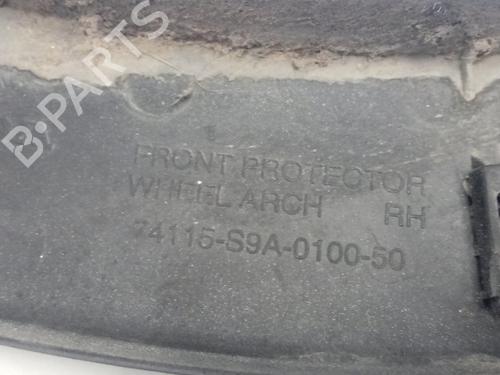 B-PARTS
FRONT PROTECTOR
WHEEL ARCH RH
74115-S9A-0100-50